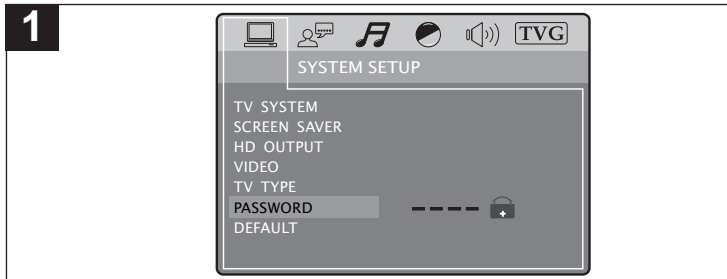 1
TVG
SYSTEM SETUP
TV SYSTEM
SCREEN SAVER
HD OUTPUT
VIDEO
TV TYPE
PASSWORD ----
DEFAULT